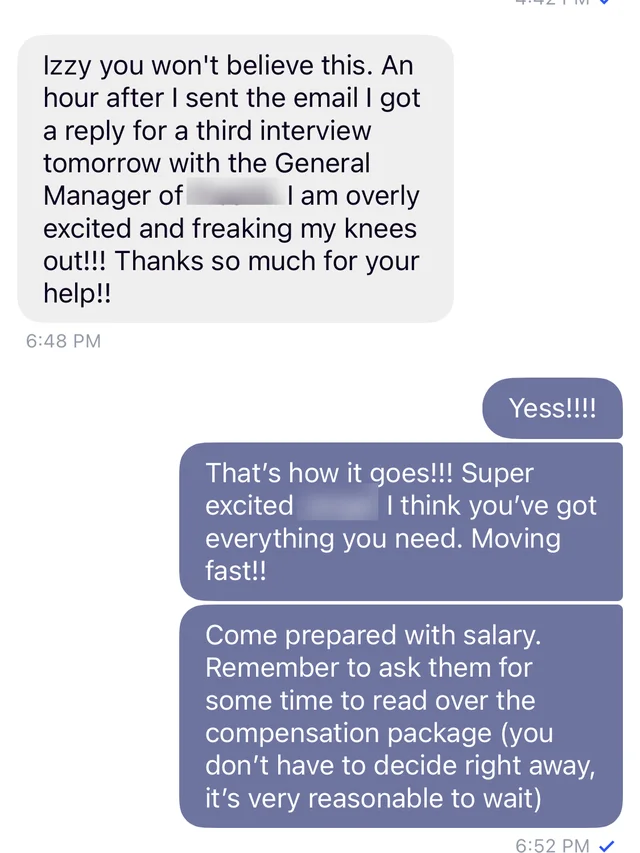 4:42 PM
Izzy you won't believe this. An
hour after I sent the email I got
a reply for a third interview
tomorrow with the General
Manager of I am overly
excited and freaking my knees
out!!! Thanks so much for your
help!!
6:48 PM
Yess!!!!
That's how it goes!!! Super
excited I think you've got
everything you need. Moving
fast!!
Come prepared with salary.
Remember to ask them for
some time to read over the
compensation package (you
don't have to decide right away,
it's very reasonable to wait)
6:52 PM